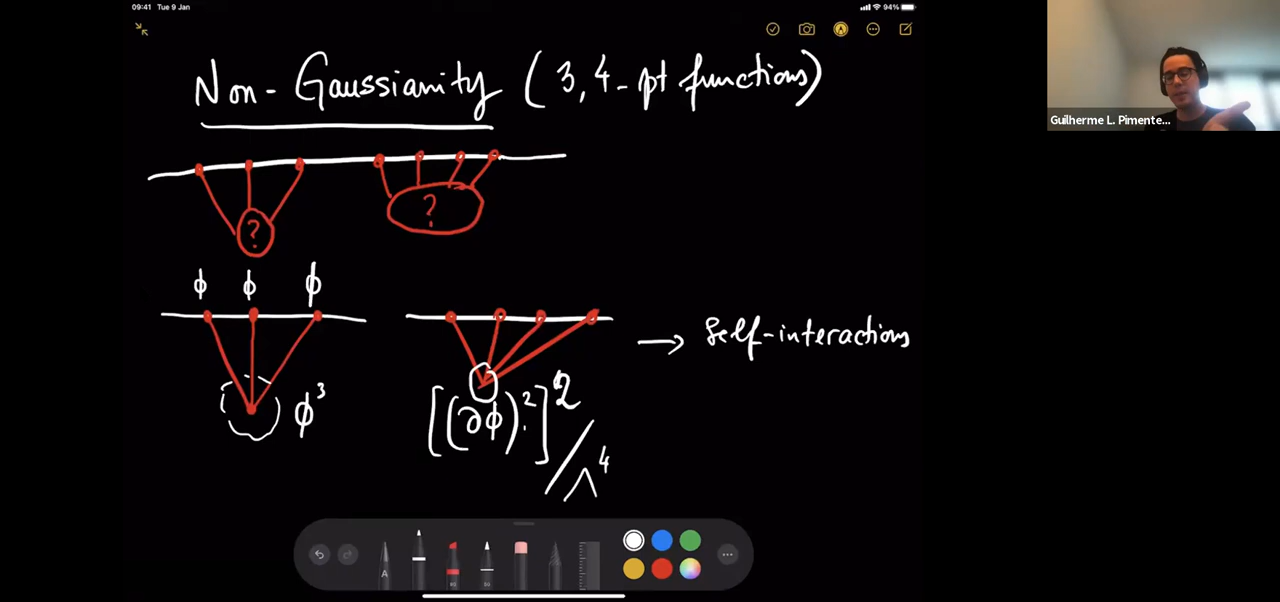 09:41 Tue 9 Jan
94%
Non-Gaussianity (3,4-pt functions)
? ?
ϕ ϕ ϕ
→ Self-interactions
ϕ³ [(∂ϕ)²]²/Λ⁴
A
Guilherme L. Pimente...